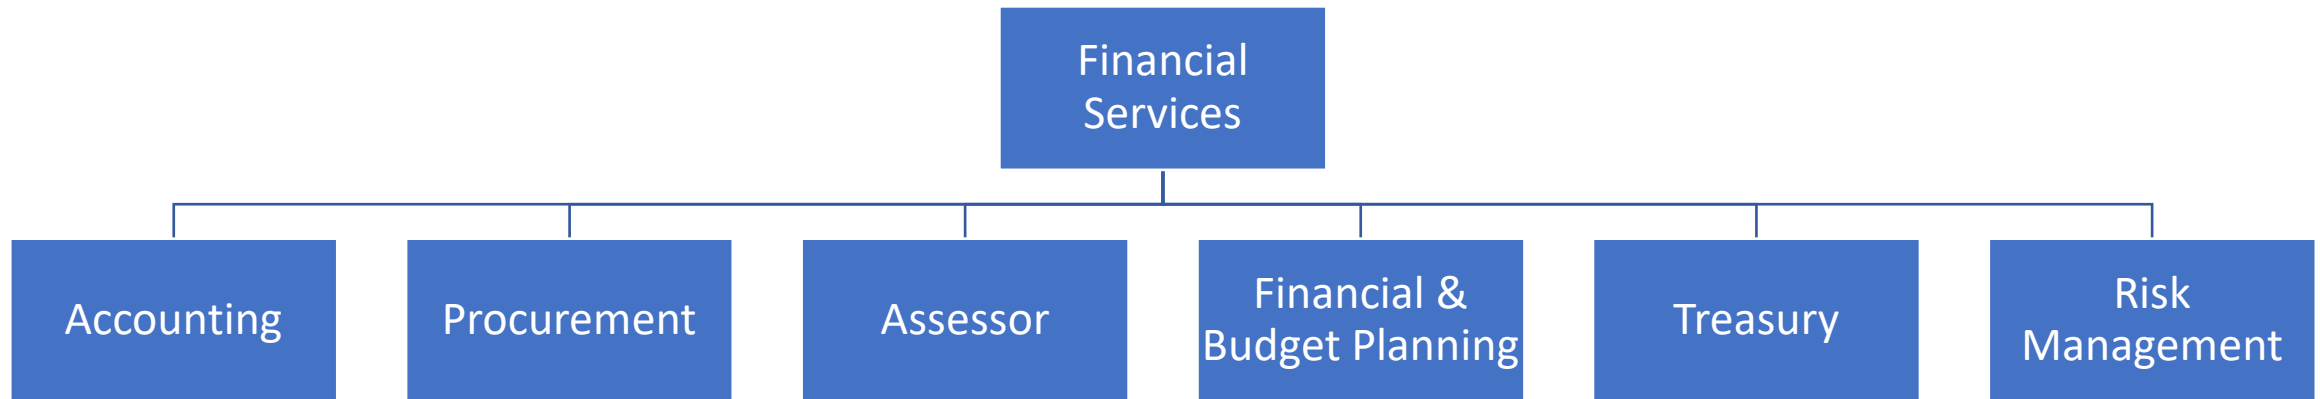 Financial
Services
Accounting
Procurement
Assessor
Financial &
Budget Planning
Treasury
Risk
Management